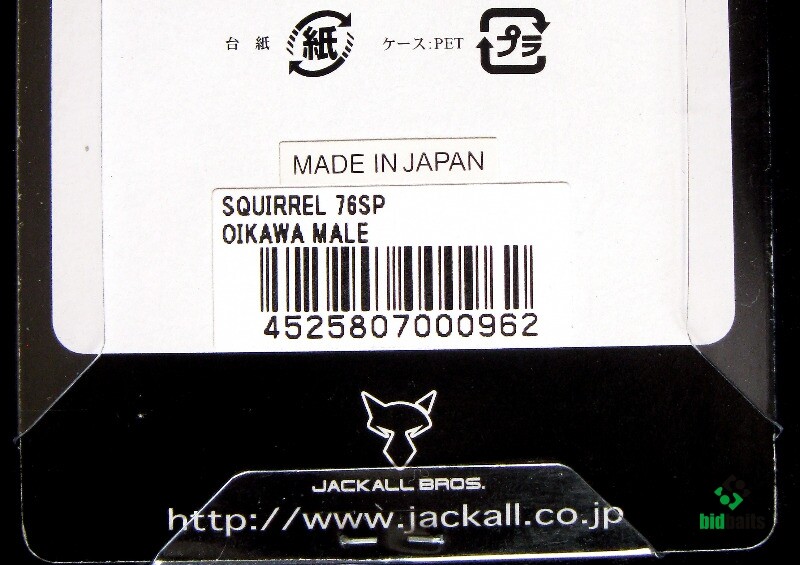 台紙 紙 ケース:PET プラ
MADE IN JAPAN
SQUIRREL 76SP
OIKAWA MALE
4525807000962
JACKALL BROS.
http://www.jackall.co.jp
bidbaits